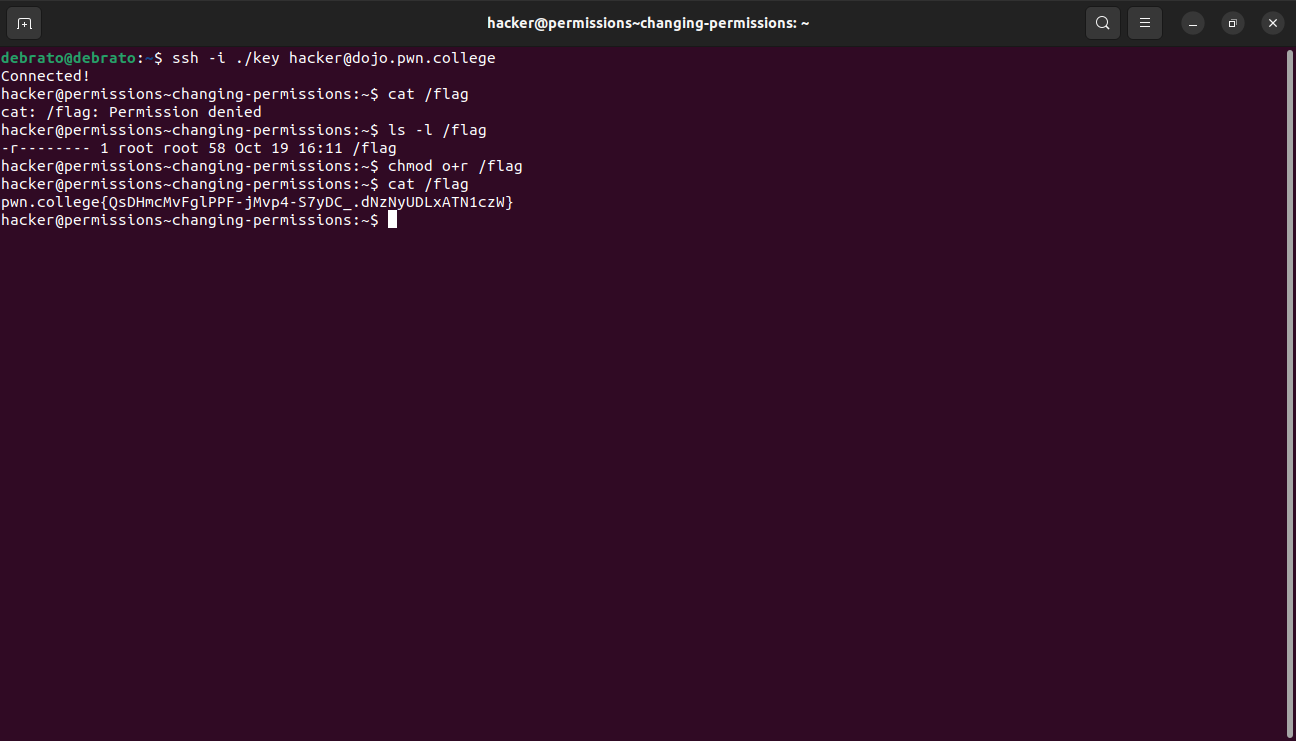 hacker@permissions~changing-permissions: ~
debrato@debrato:~$ ssh -i ./key hacker@dojo.pwn.college
Connected!
hacker@permissions~changing-permissions:~$ cat /flag
cat: /flag: Permission denied
hacker@permissions~changing-permissions:~$ ls -l /flag
-r-------- 1 root root 58 Oct 19 16:11 /flag
hacker@permissions~changing-permissions:~$ chmod o+r /flag
hacker@permissions~changing-permissions:~$ cat /flag
pwn.college{QsDHmcMvFglPPF-jMvp4-S7yDC_.dNzNyUDLxATN1czW}
hacker@permissions~changing-permissions:~$